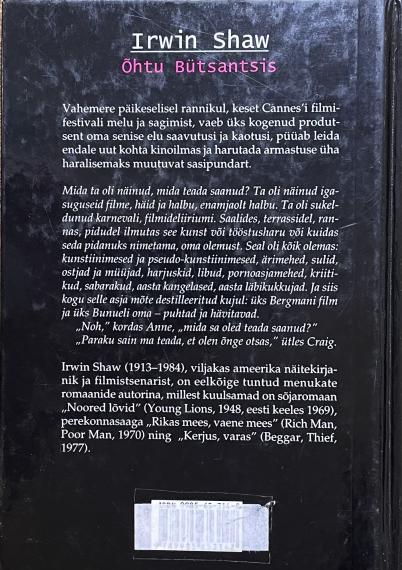 Irwin Shaw
Õhtu Bütsantsis
Vahemere päikeselisel rannikul, keset Cannes'i filmi-
festivali melu ja sagimist, vaeb üks kogenud produt-
sent oma senise elu saavutusi ja kaotusi, püüab leida
endale uut kohta kinoilmas ja harutada armastuse üha
haralisemaks muutuvat sasipundart.
Mida ta oli näinud, mida teada saanud? Ta oli näinud iga-
suguseid filme, häid ja halbu, enamjaolt halbu. Ta oli sukel-
dunud karnevali, filmideliiriumi. Saalides, terrassidel, ran-
nas, pidudel ilmutas see kunst või tööstusharu või kuidas
seda pidanuks nimetama, oma olemust. Seal oli kõik olemas:
kunstiinimesed ja pseudo-kunstiinimesed, ärimehed, sulid,
ostjad ja müüjad, harjuskid, libud, pornoasjamehed, kriiti-
kud, sabarakud, aasta kangelased, aasta läbikukkujad. Ja siis
kogu selle asja mõte destilleeritud kujul: üks Bergmani film
ja üks Bunueli oma – puhtad ja hävitavad.
„Noh,” kordas Anne, „mida sa oled teada saanud?”
„Paraku sain ma teada, et olen õnge otsas,” ütles Craig.
Irwin Shaw (1913–1984), viljakas ameerika näitekirja-
nik ja filmistsenarist, on eelkõige tuntud menukate
romaanide autorina, millest kuulsamad on sõjaromaan
„Noored lõvid” (Young Lions, 1948, eesti keeles 1969),
perekonnasaaga „Rikas mees, vaene mees” (Rich Man,
Poor Man, 1970) ning „Kerjus, varas” (Beggar, Thief,
1977).